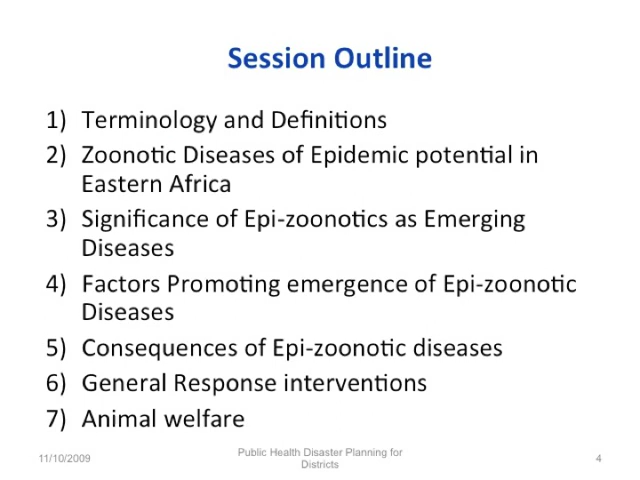 Session Outline
1) Terminology and Definitions
2) Zoonotic Diseases of Epidemic potential in
Eastern Africa
3) Significance of Epi-zoonotics as Emerging
Diseases
4) Factors Promoting emergence of Epi-zoonotic
Diseases
5) Consequences of Epi-zoonotic diseases
6) General Response interventions
7) Animal welfare
11/10/2009
Public Health Disaster Planning for
Districts
4